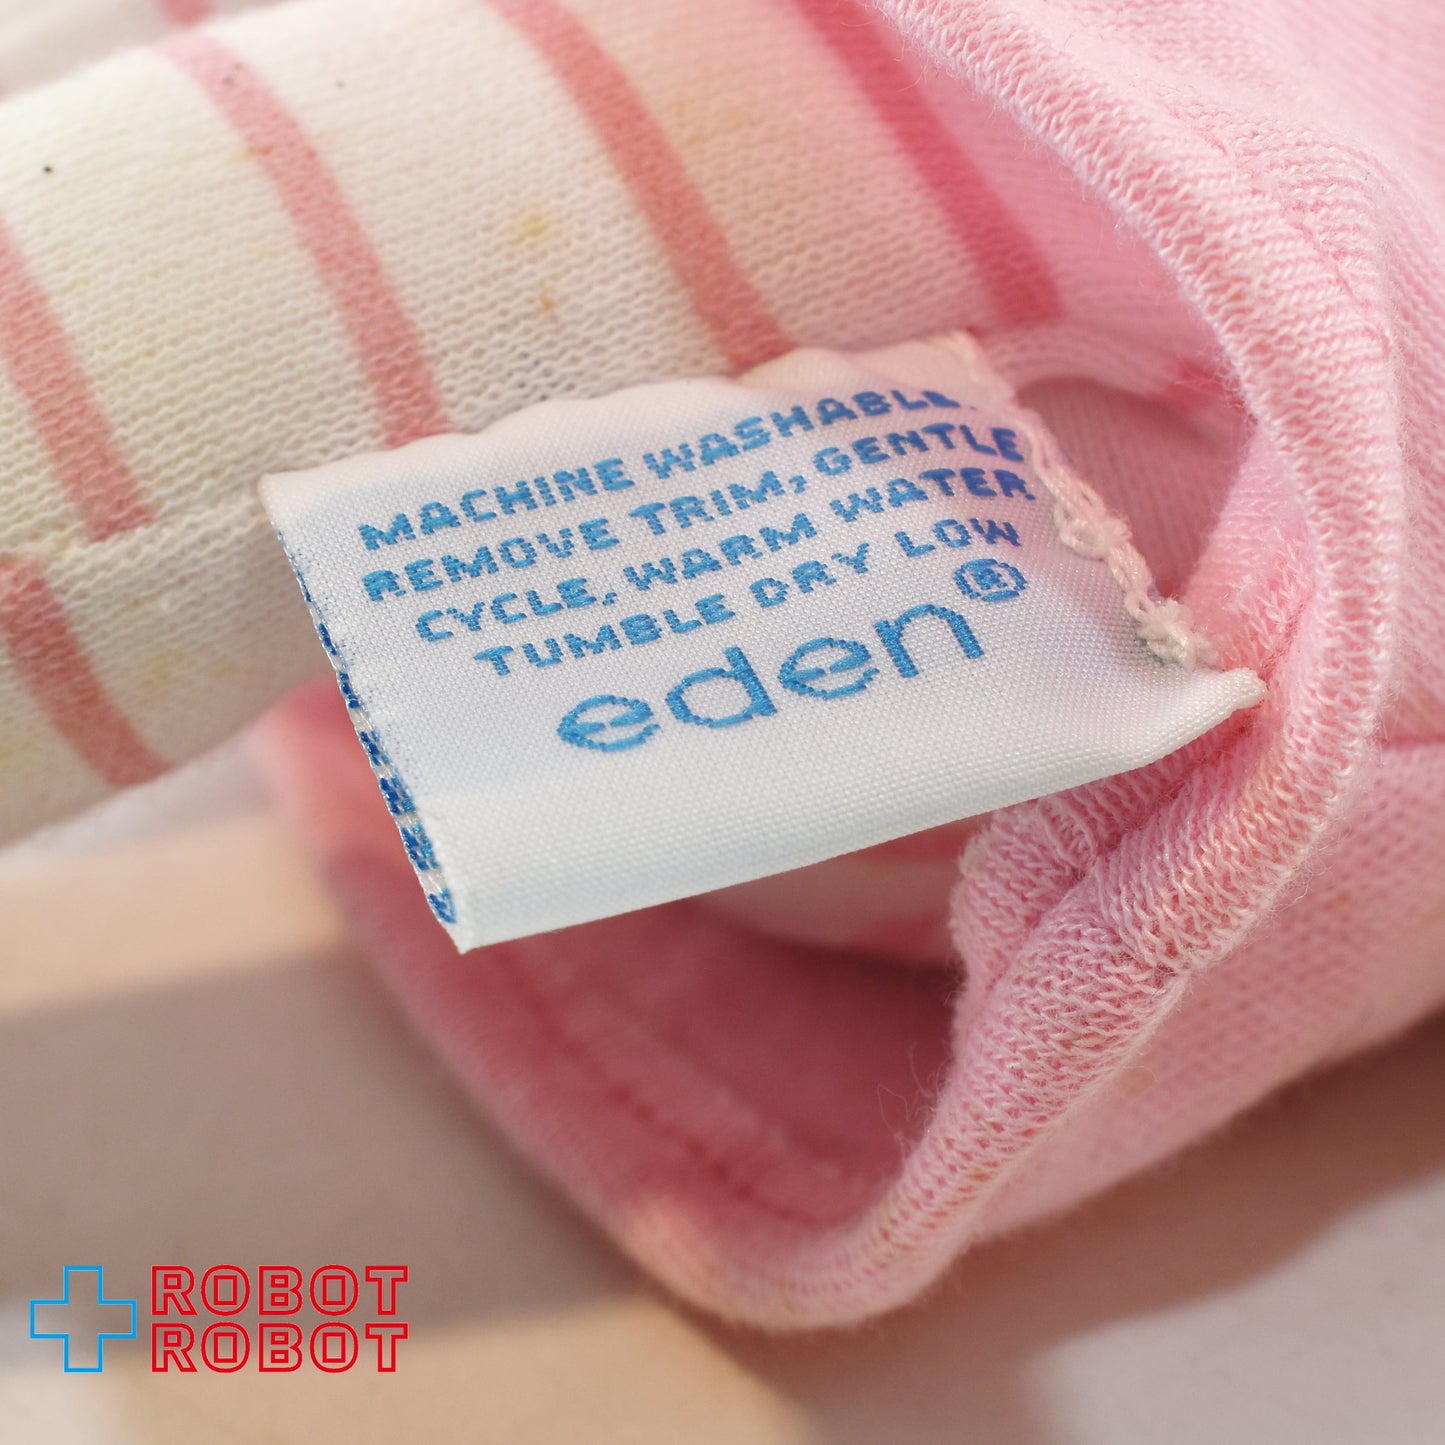 MACHINE WASHABLE.
REMOVE TRIM, GENTLE
CYCLE, WARM WATER
TUMBLE DRY LOW
eden®
ROBOT
ROBOT